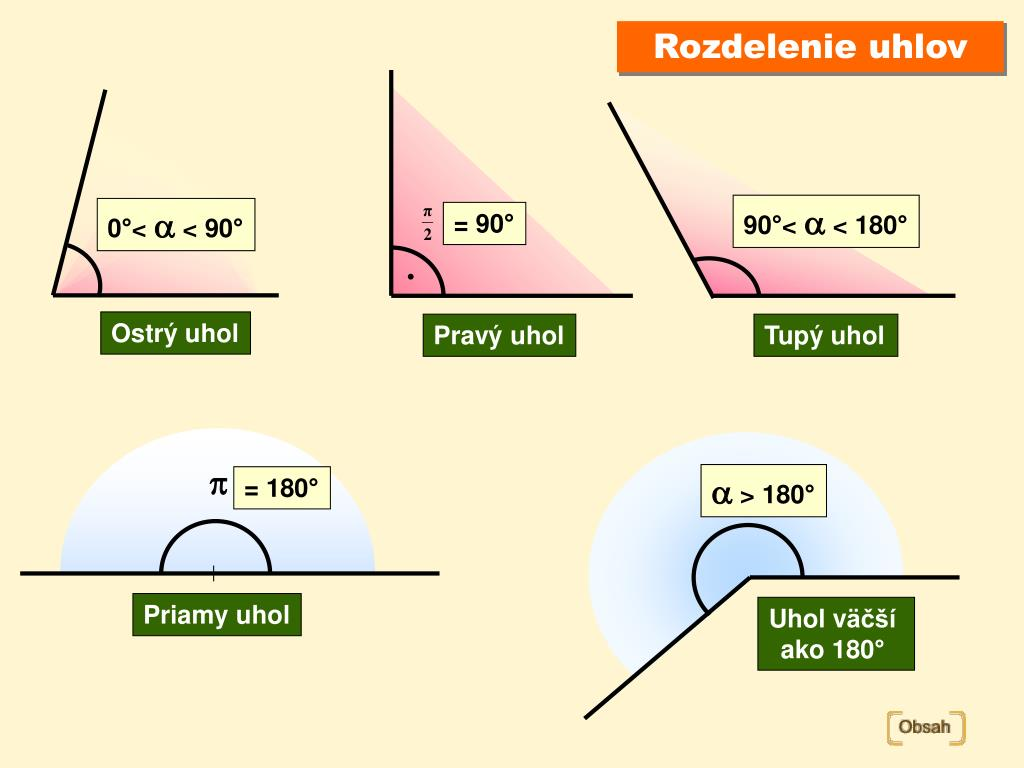 Rozdelenie uhlov
0°< α < 90°
π/2 = 90°
90°< α < 180°
Ostrý uhol
Pravý uhol
Tupý uhol
π = 180°
α > 180°
Priamy uhol
Uhol väčší
ako 180°
Obsah